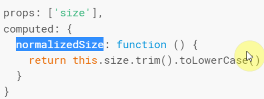 props: ['size'],
computed: {
normalizedSize: function () {
return this.size.trim().toLowerCase()
}
}